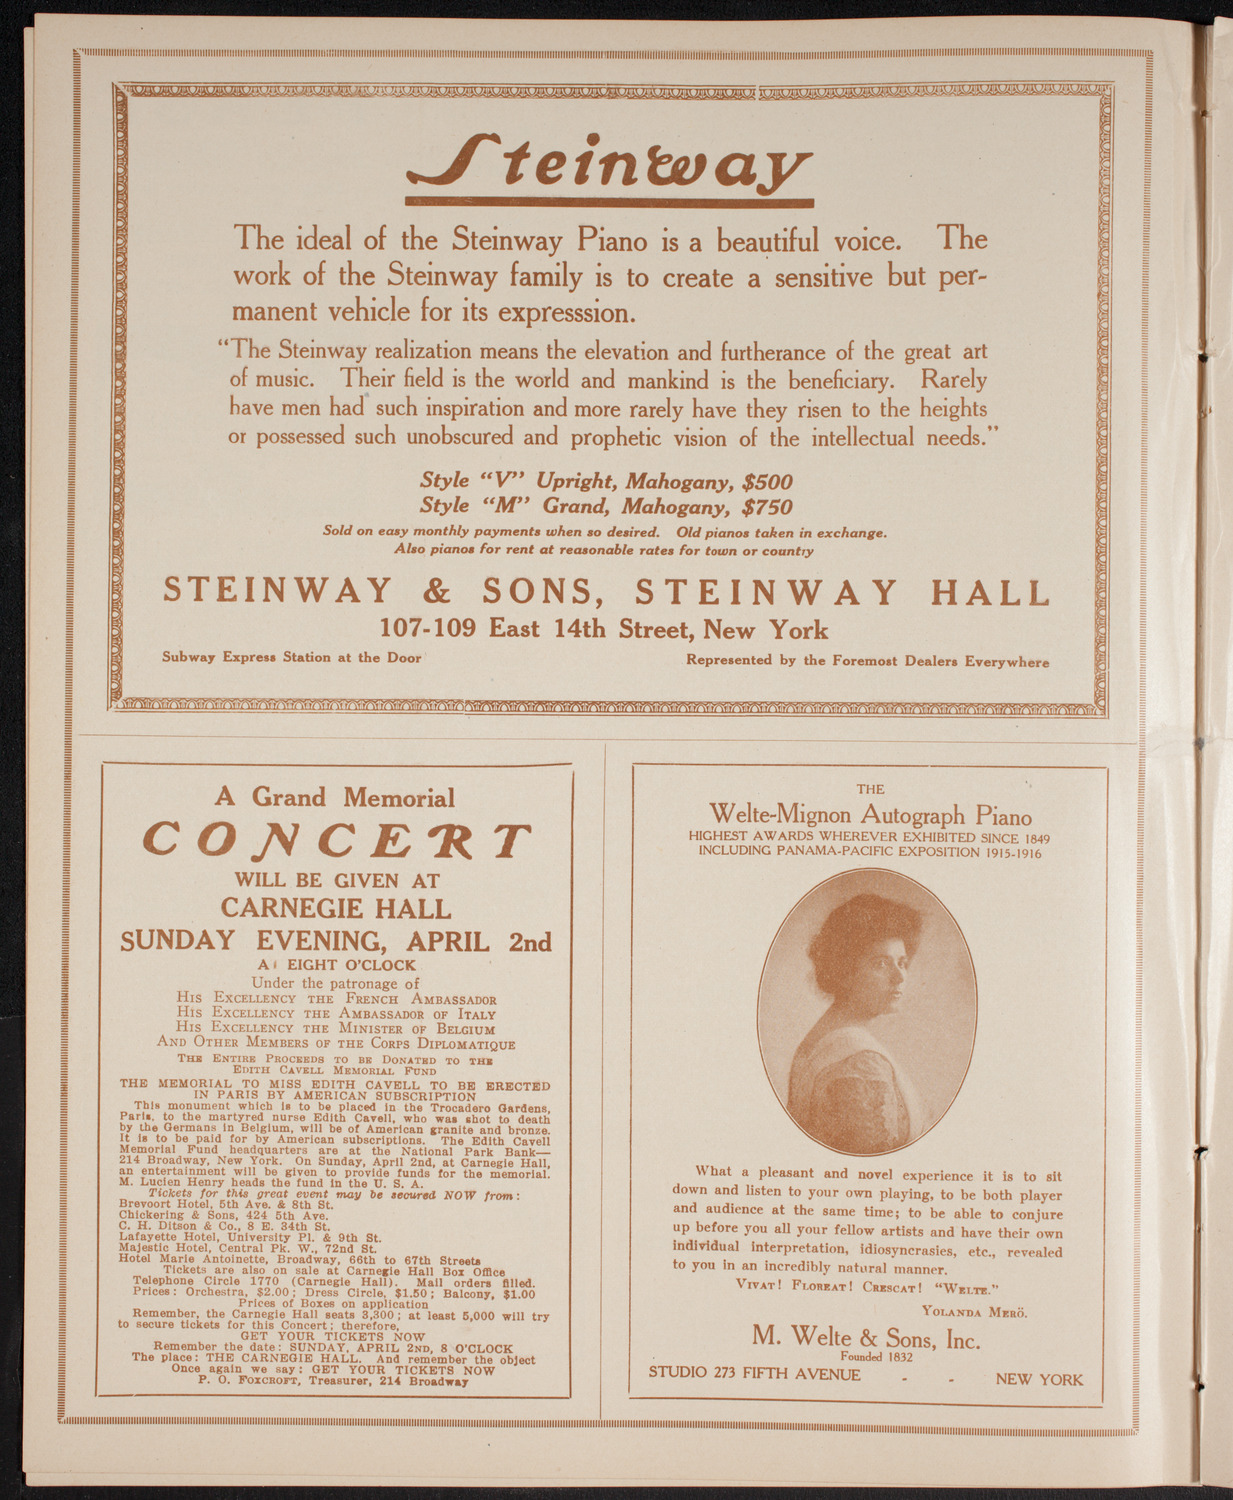 Steinway
The ideal of the Steinway Piano is a beautiful voice. The
work of the Steinway family is to create a sensitive but per-
manent vehicle for its expresssion.
"The Steinway realization means the elevation and furtherance of the great art
of music. Their field is the world and mankind is the beneficiary. Rarely
have men had such inspiration and more rarely have they risen to the heights
or possessed such unobscured and prophetic vision of the intellectual needs."
Style "V" Upright, Mahogany, $500
Style "M" Grand, Mahogany, $750
Sold on easy monthly payments when so desired. Old pianos taken in exchange.
Also pianos for rent at reasonable rates for town or country
STEINWAY & SONS, STEINWAY HALL
107-109 East 14th Street, New York
Subway Express Station at the Door
Represented by the Foremost Dealers Everywhere
A Grand Memorial
CONCERT
WILL BE GIVEN AT
CARNEGIE HALL
SUNDAY EVENING, APRIL 2nd
A EIGHT O'CLOCK
Under the patronage of
His Excellency the French Ambassador
His Excellency the Ambassador of Italy
His Excellency the Minister of Belgium
And Other Members of the Corps Diplomatique
The Entire Proceeds to be Donated to the
Edith Cavell Memorial Fund
THE MEMORIAL TO MISS EDITH CAVELL TO BE ERECTED
IN PARIS BY AMERICAN SUBSCRIPTION
This monument which is to be placed in the Trocadero Gardens,
Paris, to the martyred nurse Edith Cavell, who was shot to death
by the Germans in Belgium, will be of American granite and bronze.
It is to be paid for by American subscriptions. The Edith Cavell
Memorial Fund headquarters are at the National Park Bank—
214 Broadway, New York. On Sunday, April 2nd, at Carnegie Hall,
an entertainment will be given to provide funds for the memorial.
M. Lucien Henry heads the fund in the U. S. A.
Tickets for this great event may be secured NOW from:
Brevoort Hotel, 5th Ave. & 8th St.
Chickering & Sons, 424 5th Ave.
C. H. Ditson & Co., 8 E. 34th St.
Lafayette Hotel, University Pl. & 9th St.
Majestic Hotel, Central Pk. W., 72nd St.
Hotel Marie Antoinette, Broadway, 66th to 67th Streets
Tickets are also on sale at Carnegie Hall Box Office
Telephone Circle 1770 (Carnegie Hall). Mail orders filled.
Prices: Orchestra, $2.00; Dress Circle, $1.50; Balcony, $1.00
Prices of Boxes on application
Remember, the Carnegie Hall seats 3,300; at least 5,000 will try
to secure tickets for this Concert; therefore,
GET YOUR TICKETS NOW
Remember the date: SUNDAY, APRIL 2nd, 8 O'CLOCK
The place: THE CARNEGIE HALL. And remember the object
Once again we say: GET YOUR TICKETS NOW
P. O. Foxcroft, Treasurer, 214 Broadway
THE
Welte-Mignon Autograph Piano
HIGHEST AWARDS WHEREVER EXHIBITED SINCE 1849
INCLUDING PANAMA-PACIFIC EXPOSITION 1915-1916
What a pleasant and novel experience it is to sit
down and listen to your own playing, to be both player
and audience at the same time; to be able to conjure
up before you all your fellow artists and have their own
individual interpretation, idiosyncrasies, etc., revealed
to you in an incredibly natural manner.
Vivat! Floreat! Crescat! "Welte."
Yolanda Merö.
M. Welte & Sons, Inc.
Founded 1832
STUDIO 273 FIFTH AVENUE - - NEW YORK